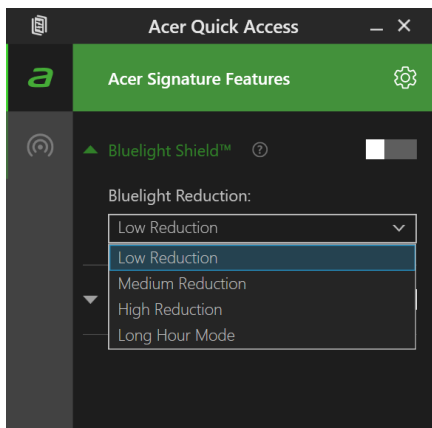 Acer Quick Access
Acer Signature Features
Bluelight Shield™
Bluelight Reduction:
Low Reduction
Low Reduction
Medium Reduction
High Reduction
Long Hour Mode